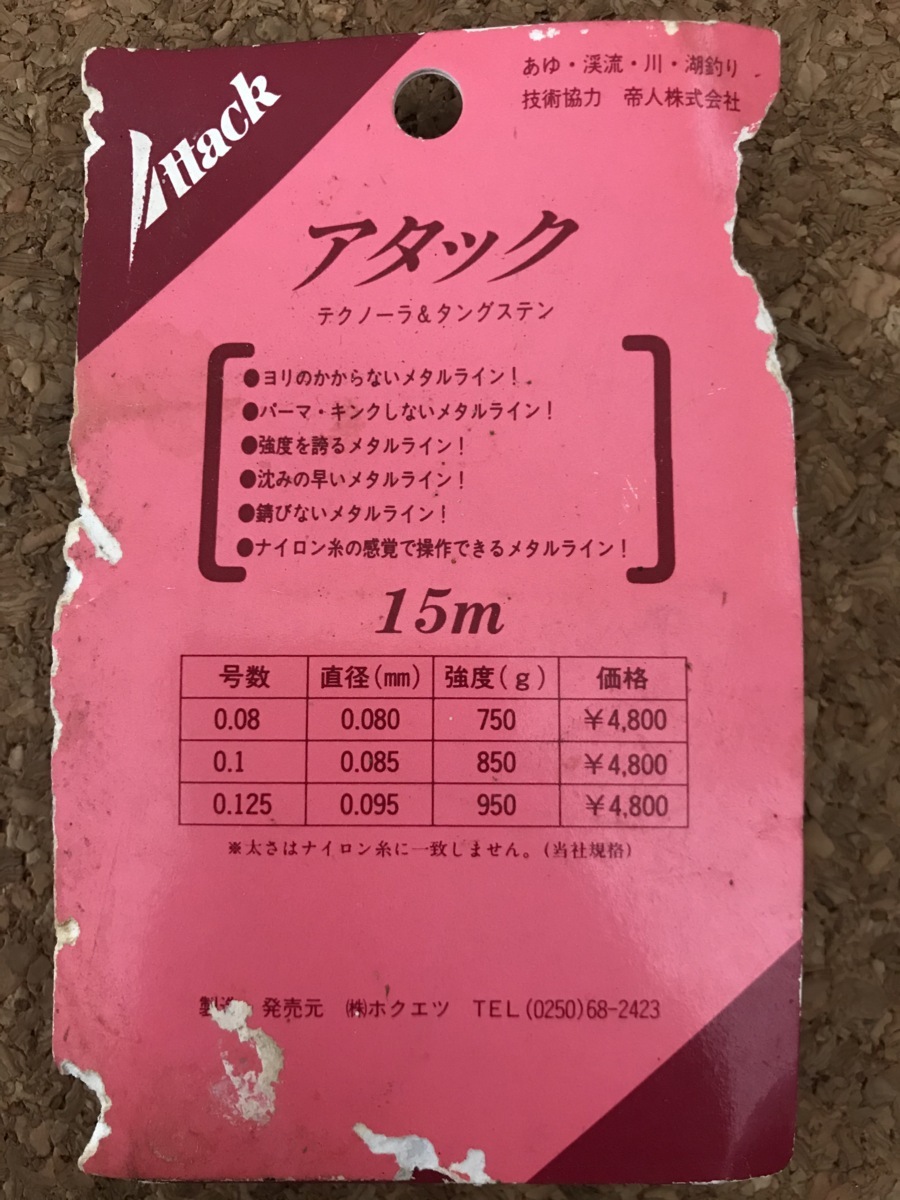 Attack
あゆ・渓流・川・湖釣り
技術協力 帝人株式会社
アタック
テクノーラ&タングステン
●ヨリのかからないメタルライン!
●パーマ・キンクしないメタルライン!
●強度を誇るメタルライン!
●沈みの早いメタルライン!
●錆びないメタルライン!
●ナイロン糸の感覚で操作できるメタルライン!
15m
号数 直径(mm) 強度(g) 価格
0.08 0.080 750 ¥4,800
0.1 0.085 850 ¥4,800
0.125 0.095 950 ¥4,800
※太さはナイロン糸に一致しません。(当社規格)
製造 発売元 ㈱ホクエツ TEL(0250)68-2423